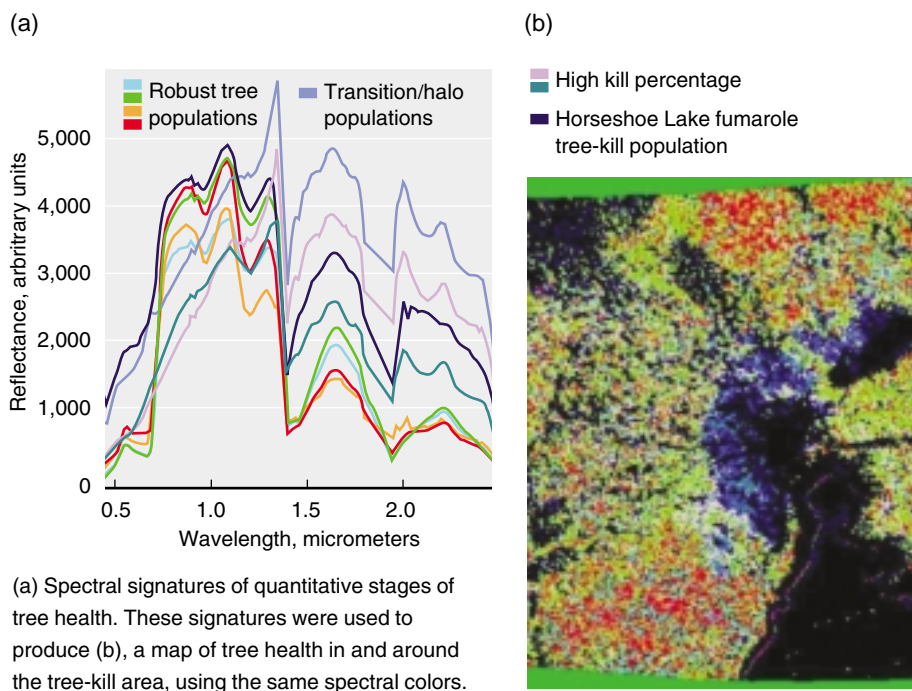 (a)
Robust tree
populations
Transition/halo
populations
5,000
4,000
3,000
2,000
1,000
0
Reflectance, arbitrary units
0.5 1.0 1.5 2.0
Wavelength, micrometers
(a) Spectral signatures of quantitative stages of
tree health. These signatures were used to
produce (b), a map of tree health in and around
the tree-kill area, using the same spectral colors.
(b)
High kill percentage
Horseshoe Lake fumarole
tree-kill population